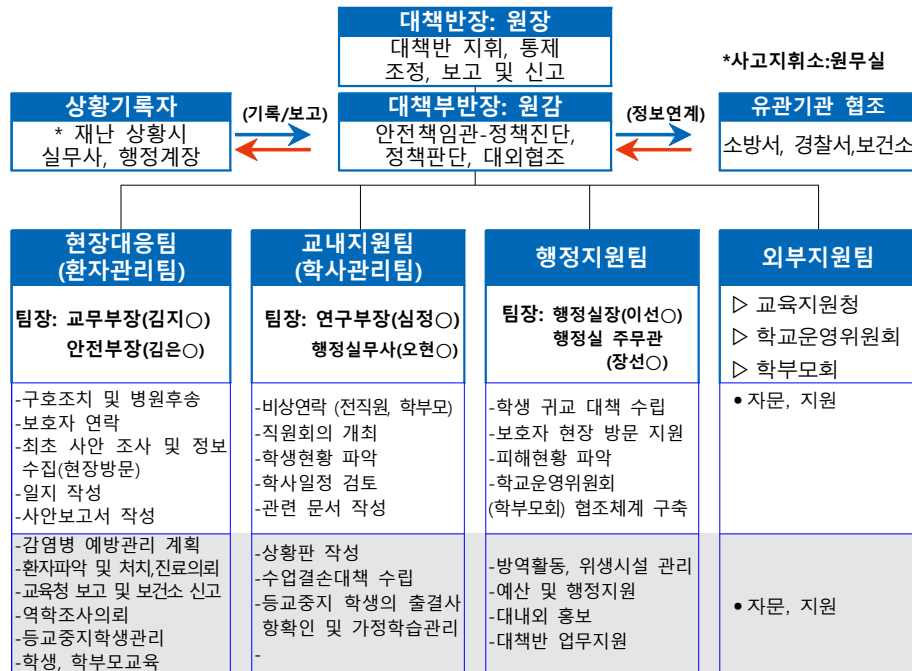 대책반장: 원장
대책반 지휘, 통제
조정, 보고 및 신고
*사고지휘소:원무실
상황기록자
* 재난 상황시
실무사, 행정계장
(기록/보고)
대책부반장: 원감
안전책임관-정책진단,
정책판단, 대외협조
(정보연계)
유관기관 협조
소방서, 경찰서,보건소
현장대응팀
(환자관리팀)
팀장: 교무부장(김지○)
안전부장(김은○)
-구호조치 및 병원후송
-보호자 연락
-최초 사안 조사 및 정보
수집(현장방문)
-일지 작성
-사안보고서 작성
-감염병 예방관리 계획
-환자파악 및 처치,진료의뢰
-교육청 보고 및 보건소 신고
-역학조사의뢰
-등교중지학생관리
-학생, 학부모교육
교내지원팀
(학사관리팀)
팀장: 연구부장(심정○)
행정실무사(오현○)
-비상연락 (전직원, 학부모)
-직원회의 개최
-학생현황 파악
-학사일정 검토
-관련 문서 작성
-상황판 작성
-수업결손대책 수립
-등교중지 학생의 출결사
항확인 및 가정학습관리
-
행정지원팀
팀장: 행정실장(이선○)
행정실 주무관
(장선○)
-학생 귀교 대책 수립
-보호자 현장 방문 지원
-피해현황 파악
-학교운영위원회
(학부모회) 협조체계 구축
-방역활동, 위생시설 관리
-예산 및 행정지원
-대내외 홍보
-대책반 업무지원
외부지원팀
▷ 교육지원청
▷ 학교운영위원회
▷ 학부모회
• 자문, 지원
• 자문, 지원